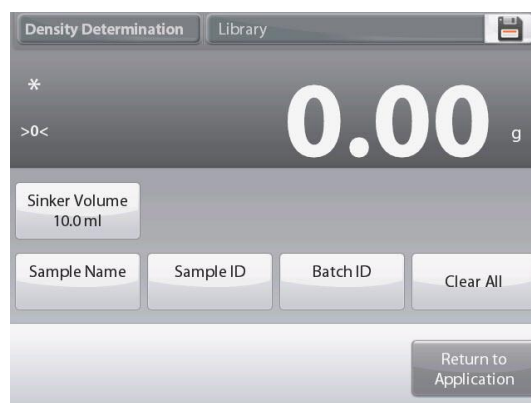 Density Determination Library
*
>0<
0.00 g
Sinker Volume
10.0 ml
Sample Name Sample ID Batch ID Clear All
Return to
Application